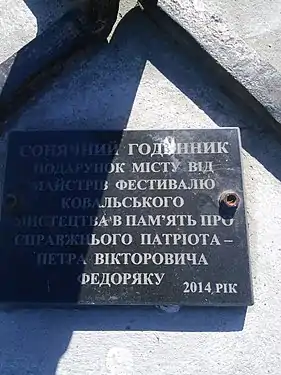 СОНЯЧНИЙ ГОДИННИК
ПОДАРУНОК МІСТУ ВІД
МАЙСТРІВ ФЕСТИВАЛЮ
КОВАЛЬСЬКОГО
МИСТЕЦТВА В ПАМ'ЯТЬ ПРО
СПРАВЖНЬОГО ПАТРІОТА –
ПЕТРА ВІКТОРОВИЧА
ФЕДОРЯКУ
2014 РІК